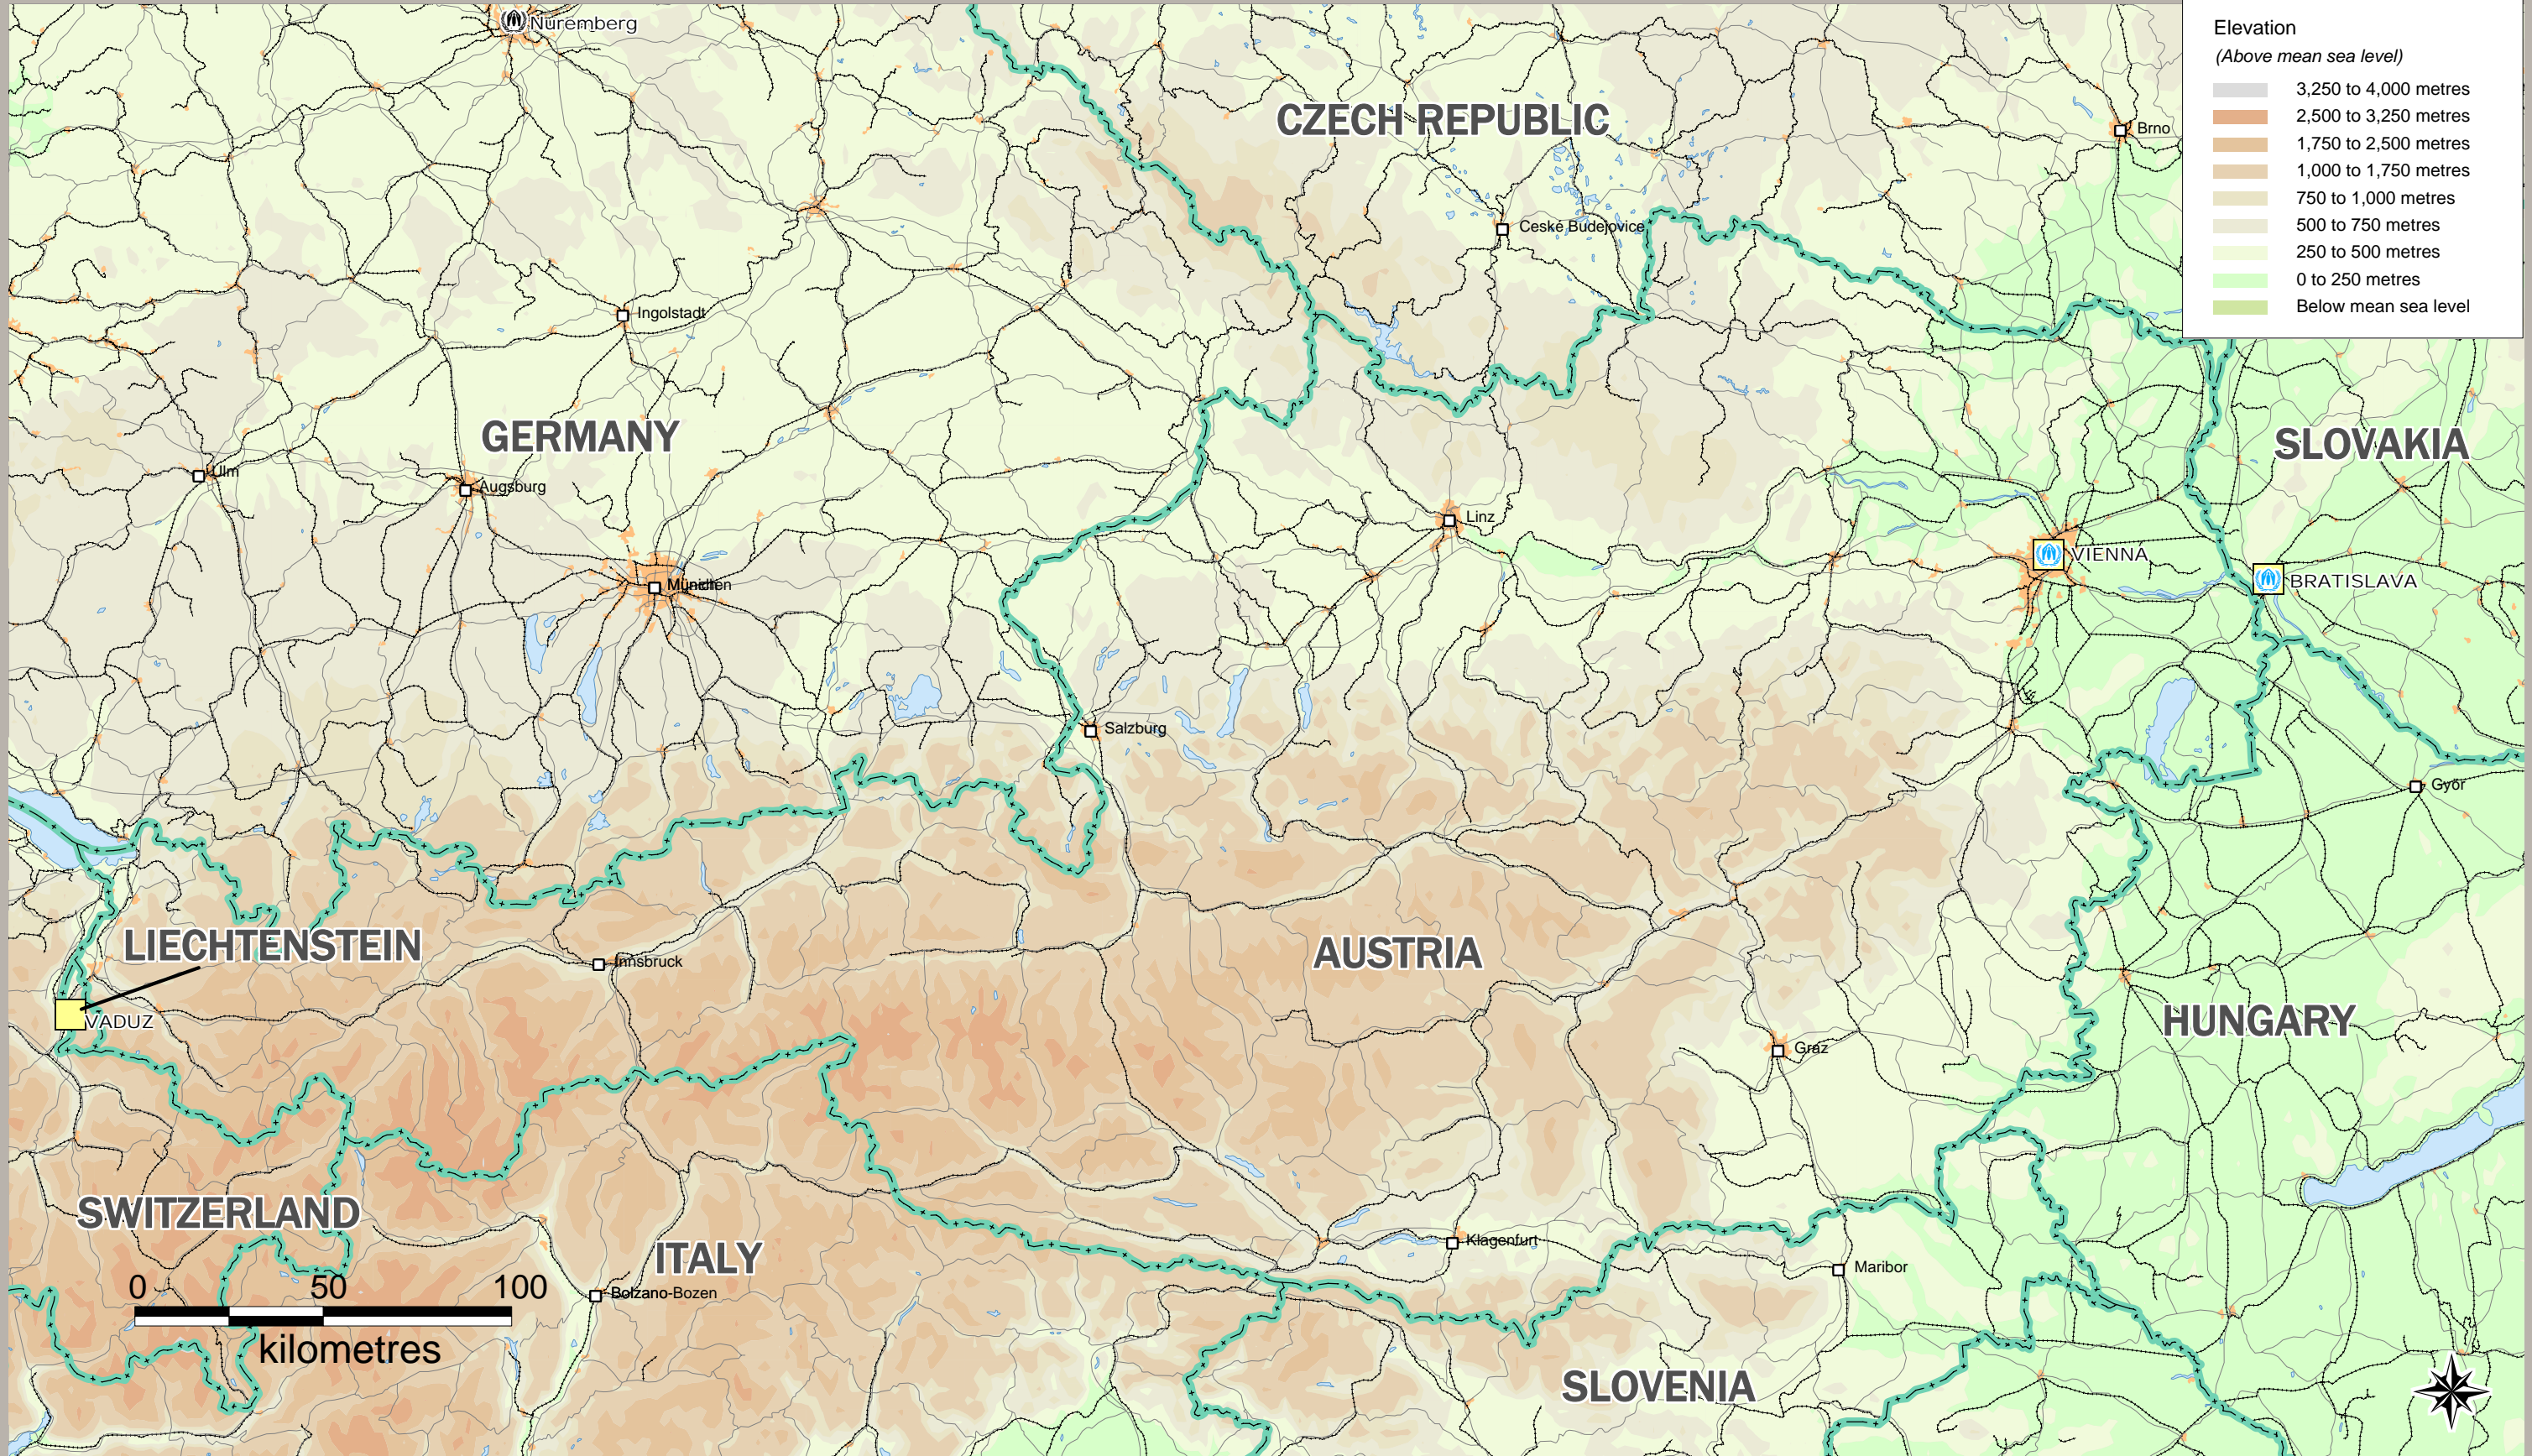 Nuremberg
Elevation
(Above mean sea level)
3,250 to 4,000 metres
2,500 to 3,250 metres
1,750 to 2,500 metres
1,000 to 1,750 metres
750 to 1,000 metres
500 to 750 metres
250 to 500 metres
0 to 250 metres
Below mean sea level
CZECH REPUBLIC
Brno
Ceské Budejovice
Ingolstadt
GERMANY
SLOVAKIA
Ulm
Augsburg
Linz
VIENNA
BRATISLAVA
Salzburg
Györ
LIECHTENSTEIN
Innsbruck
AUSTRIA
VADUZ
HUNGARY
Graz
SWITZERLAND
ITALY
Klagenfurt
Maribor
0 50 100
Bolzano-Bozen
kilometres
SLOVENIA